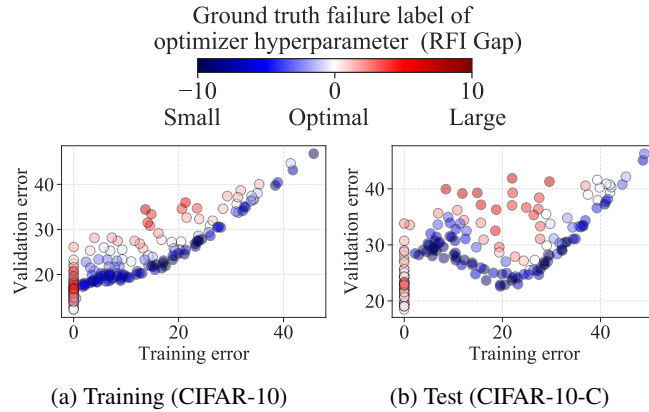 Ground truth failure label of
optimizer hyperparameter (RFI Gap)
−10 0 10
Small Optimal Large
Validation error
40
30
20
0 20 40
Training error
(a) Training (CIFAR-10)
Validation error
40
30
20
0 20 40
Training error
(b) Test (CIFAR-10-C)